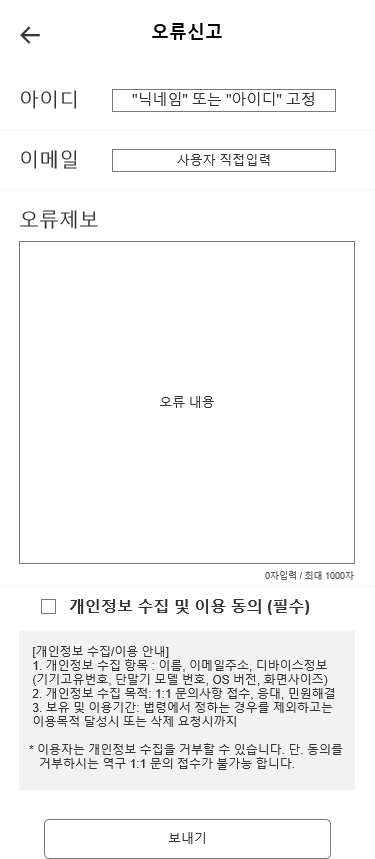 오류신고
아이디
"닉네임" 또는 "아이디" 고정
이메일
사용자 직접입력
오류제보
오류 내용
0자입력 / 최대 1000자
개인정보 수집 및 이용 동의 (필수)
[개인정보 수집/이용 안내]
1. 개인정보 수집 항목 : 이름, 이메일주소, 디바이스정보
(기기고유번호, 단말기 모델 번호, OS 버전, 화면사이즈)
2. 개인정보 수집 목적: 1:1 문의사항 접수, 응대, 민원해결
3. 보유 및 이용기간: 법령에서 정하는 경우를 제외하고는
이용목적 달성시 또는 삭제 요청시까지
* 이용자는 개인정보 수집을 거부할 수 있습니다. 단. 동의를
거부하시는 역구 1:1 문의 접수가 불가능 합니다.
보내기